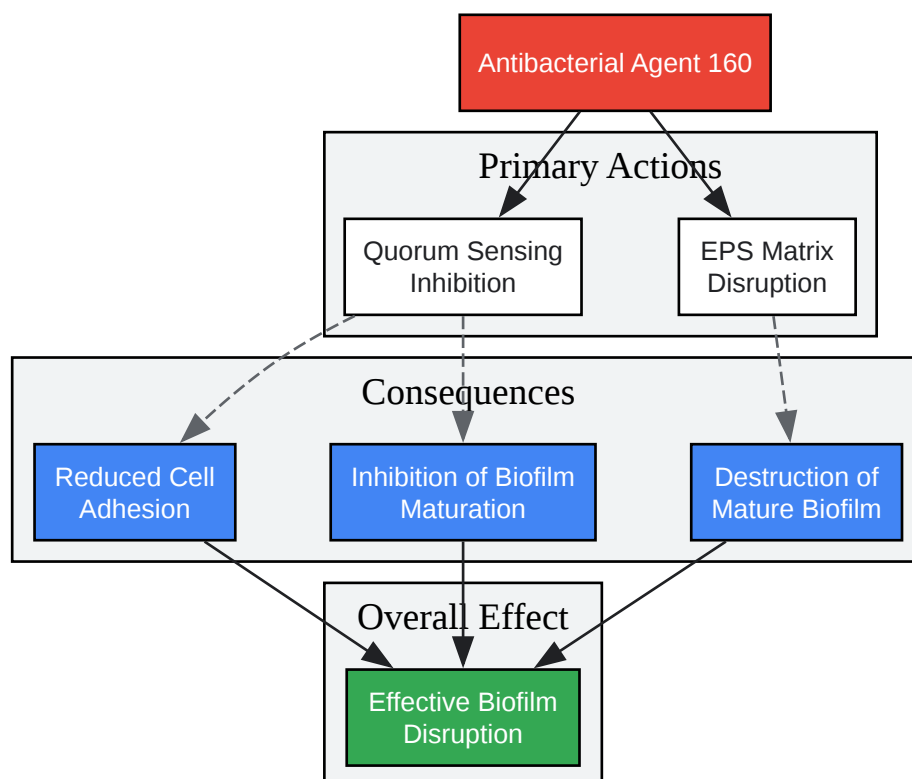 Antibacterial Agent 160
Primary Actions
Quorum Sensing
Inhibition
EPS Matrix
Disruption
Consequences
Reduced Cell
Adhesion
Inhibition of Biofilm
Maturation
Destruction of
Mature Biofilm
Overall Effect
Effective Biofilm
Disruption